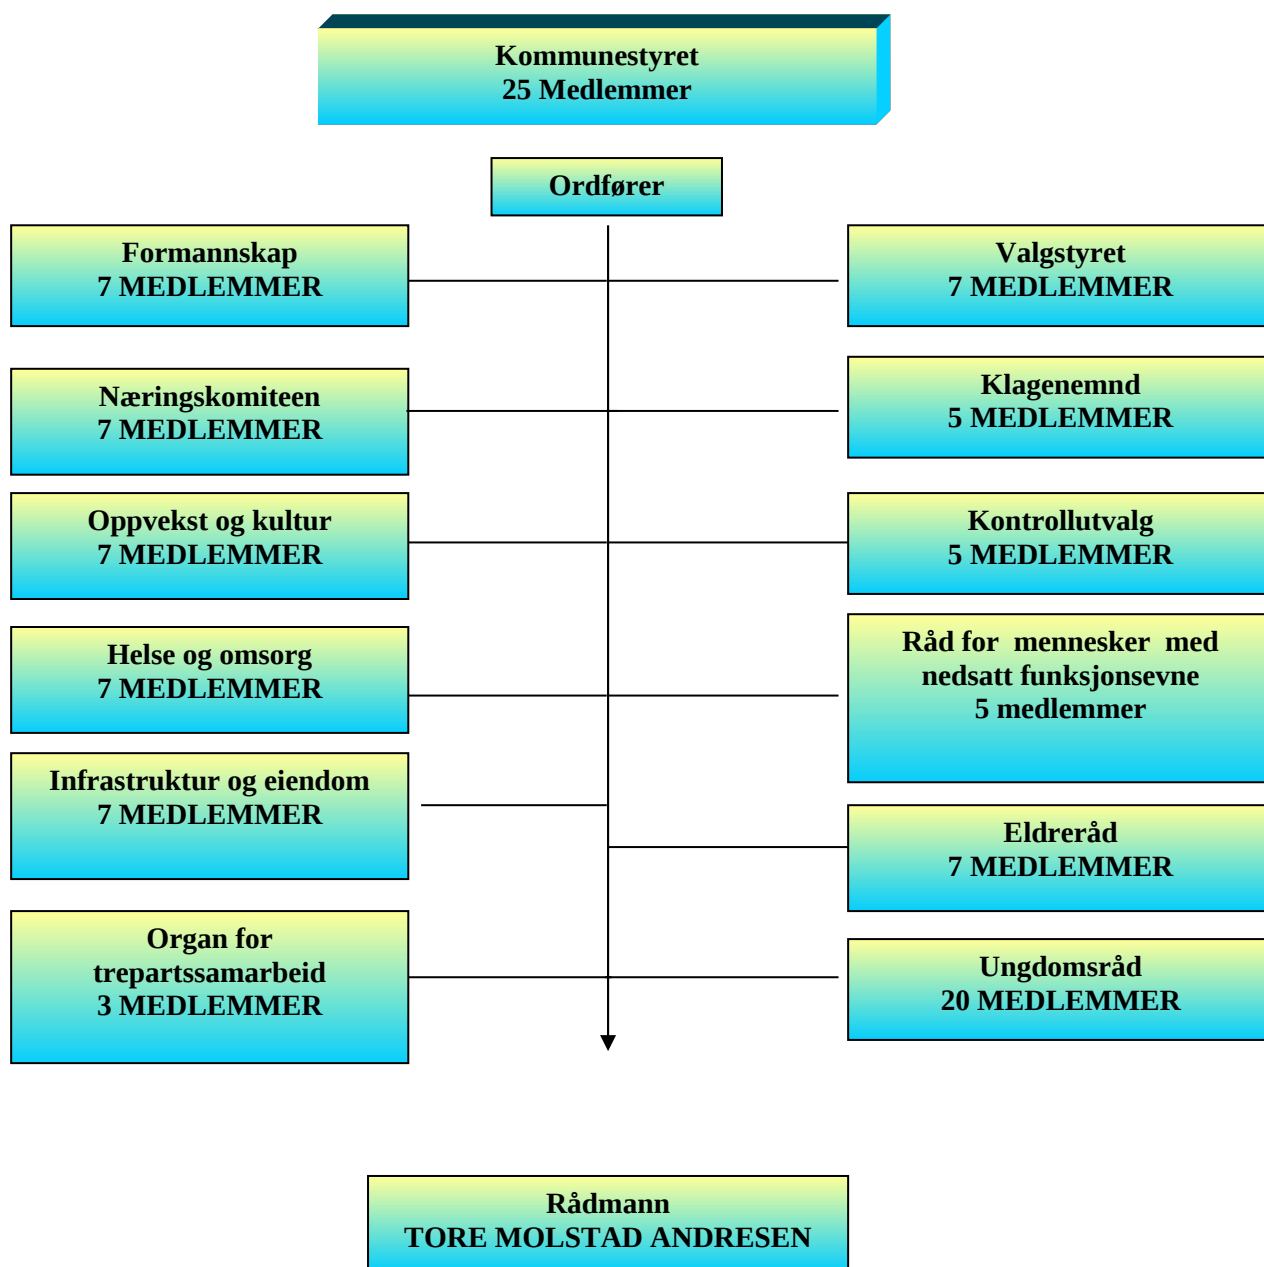 Kommunestyret
25 Medlemmer
Ordfører
Formannskap
7 MEDLEMMER
Valgstyret
7 MEDLEMMER
Næringskomiteen
7 MEDLEMMER
Klagenemnd
5 MEDLEMMER
Oppvekst og kultur
7 MEDLEMMER
Kontrollutvalg
5 MEDLEMMER
Helse og omsorg
7 MEDLEMMER
Råd for mennesker med
nedsatt funksjonsevne
5 medlemmer
Infrastruktur og eiendom
7 MEDLEMMER
Eldreråd
7 MEDLEMMER
Organ for
trepartssamarbeid
3 MEDLEMMER
Ungdomsråd
20 MEDLEMMER
Rådmann
TORE MOLSTAD ANDRESEN